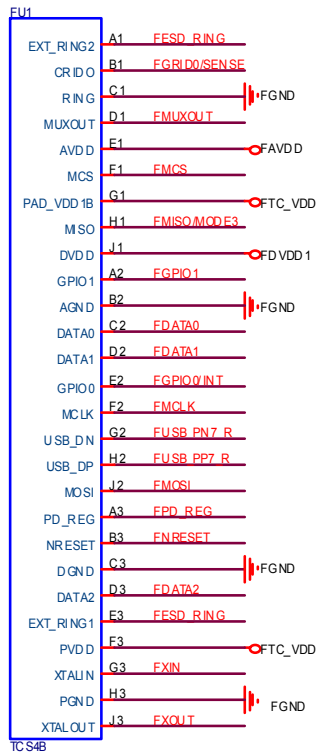 FU1
EXT_RING2 A1 FESD_RING
CRIDO B1 FGRID0/SENSE
RING C1 FGND
MUXOUT D1 FMUXOUT
AVDD E1 FAVDD
MCS F1 FMCS
PAD_VDD1B G1 FTC_VDD
MISO H1 FMISO/MODE3
DVDD J1 FDVDD1
GPIO1 A2 FGPIO1
AGND B2 FGND
DATA0 C2 FDATA0
DATA1 D2 FDATA1
GPIO0 E2 FGPIO0/INT
MCLK F2 FMCLK
USB_DN G2 FUSB_PN7_R
USB_DP H2 FUSB_PP7_R
MOSI J2 FMOSI
PD_REG A3 FPD_REG
NRESET B3 FNRESET
DGND C3 FGND
DATA2 D3 FDATA2
EXT_RING1 E3 FESD_RING
PVDD F3 FTC_VDD
XTALIN G3 FXIN
PGND H3 FGND
XTALOUT J3 FXOUT
TCS4B